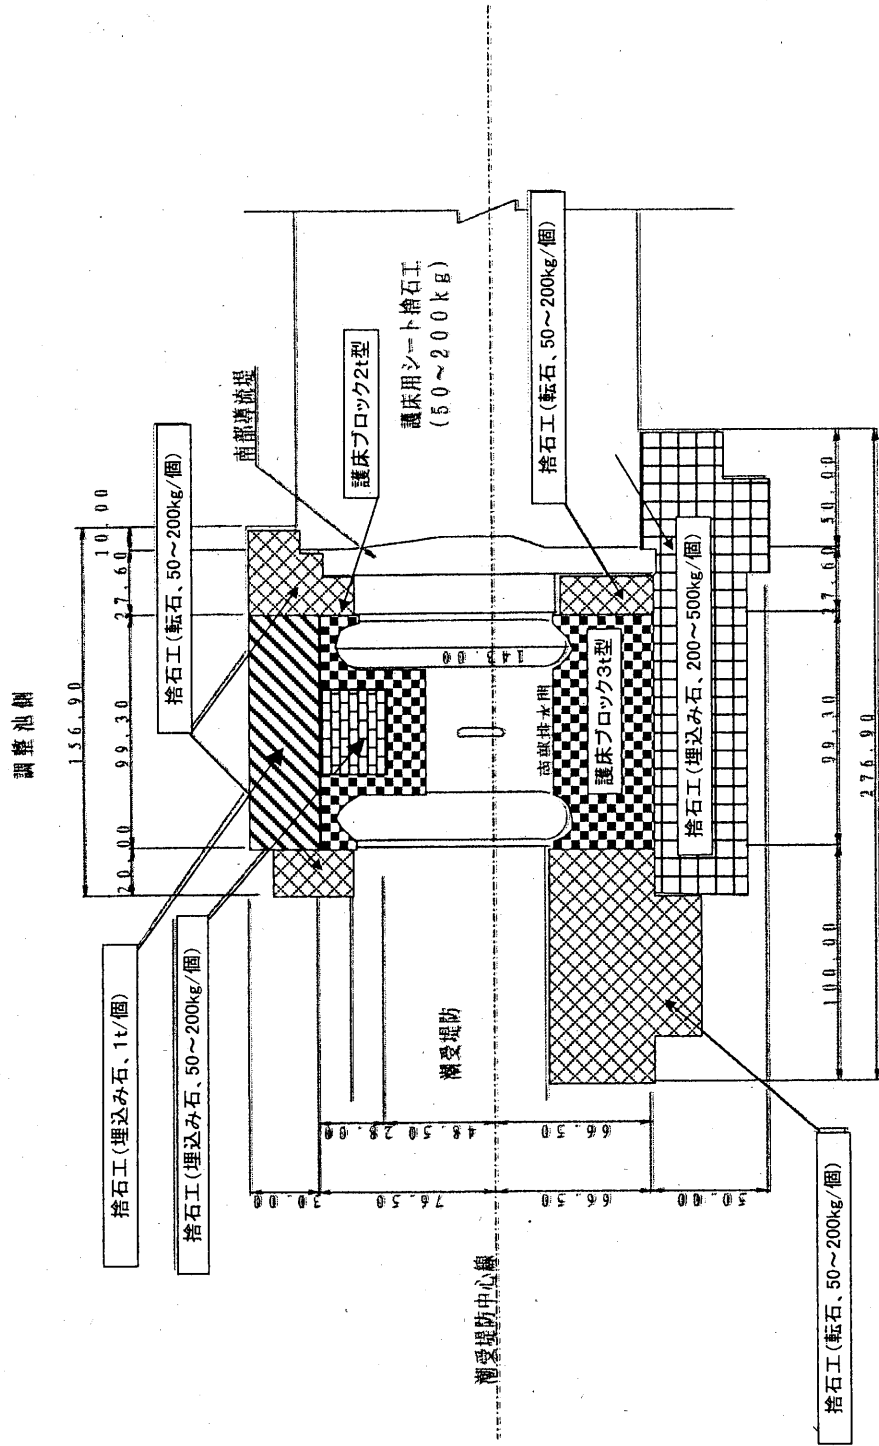 調整池側
156.90
20.00
99.30
27.60
10.00
捨石工(埋込み石、1t/個)
捨石工(埋込み石、50～200kg/個)
捨石工(転石、50～200kg/個)
南部導流堤
護床ブロック2t型
護床用シート捨石工
(50～200kg)
捨石工(転石、50～200kg/個)
143.00
南部排水門
護床ブロック3t型
捨石工(埋込み石、200～500kg/個)
潮受堤防
潮受堤防中心線
30.00
76.50
66.50
50.00
28.00
48.50
66.50
100.00
99.30
27.60
50.00
276.90
捨石工(転石、50～200kg/個)